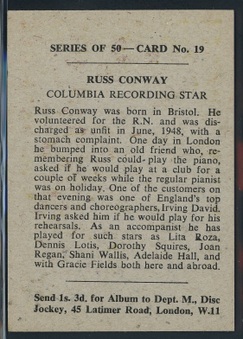 SERIES OF 50—CARD No. 19
RUSS CONWAY
COLUMBIA RECORDING STAR
Russ Conway was born in Bristol. He
volunteered for the R.N. and was dis-
charged as unfit in June, 1948, with a
stomach complaint. One day in London
he bumped into an old friend who, re-
membering Russ could play the piano,
asked if he would play at a club for a
couple of weeks while the regular pianist
was on holiday. One of the customers on
that evening was one of England's top
dancers and choreographers, Irving David.
Irving asked him if he would play for his
rehearsals. As an accompanist he has
played for such stars as Lita Roza,
Dennis Lotis, Dorothy Squires, Joan
Regan, Shani Wallis, Adelaide Hall, and
with Gracie Fields both here and abroad.
Send 1s. 3d. for Album to Dept. M., Disc
Jockey, 45 Latimer Road, London, W.11